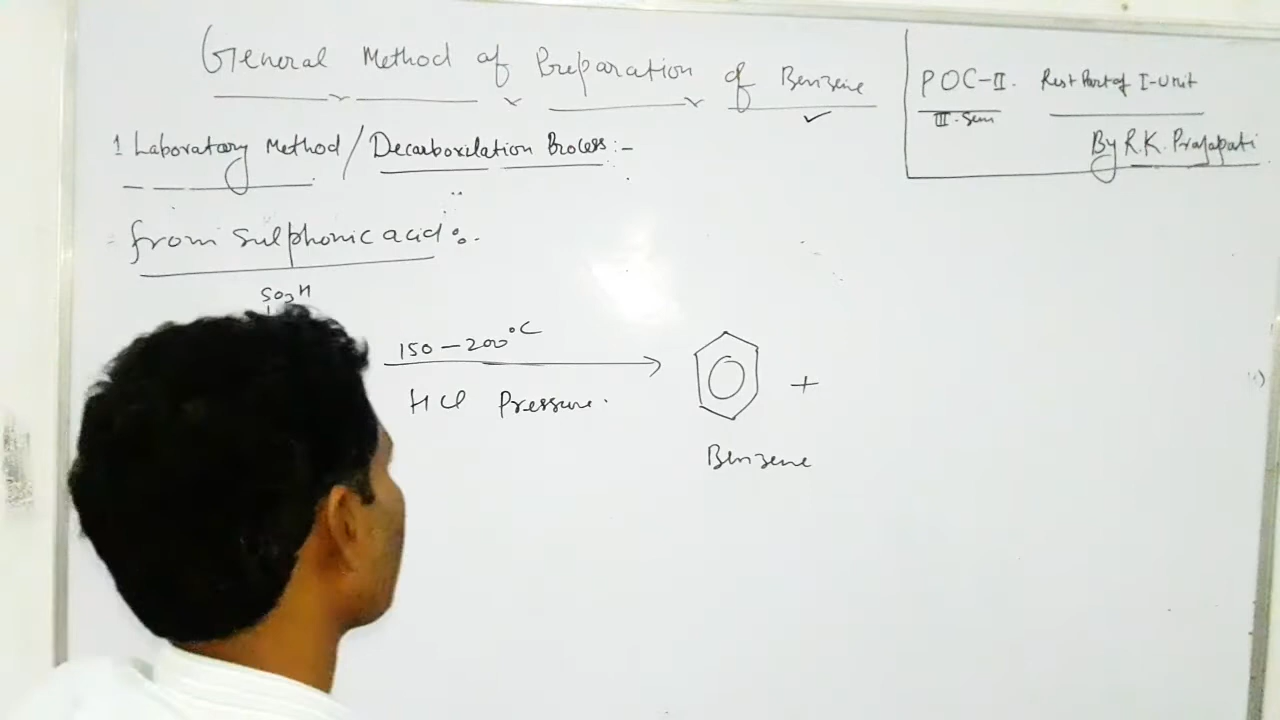 General Method of Preparation of Benzene
POC-II. Rest Part of I-Unit
III-Sem
By R.K. Prajapati
1 Laboratary Method/Decarboxilation Process:-
from Sulphonic acid:-
SO3H
150-200°C
HCl Pressure.
+
Benzene